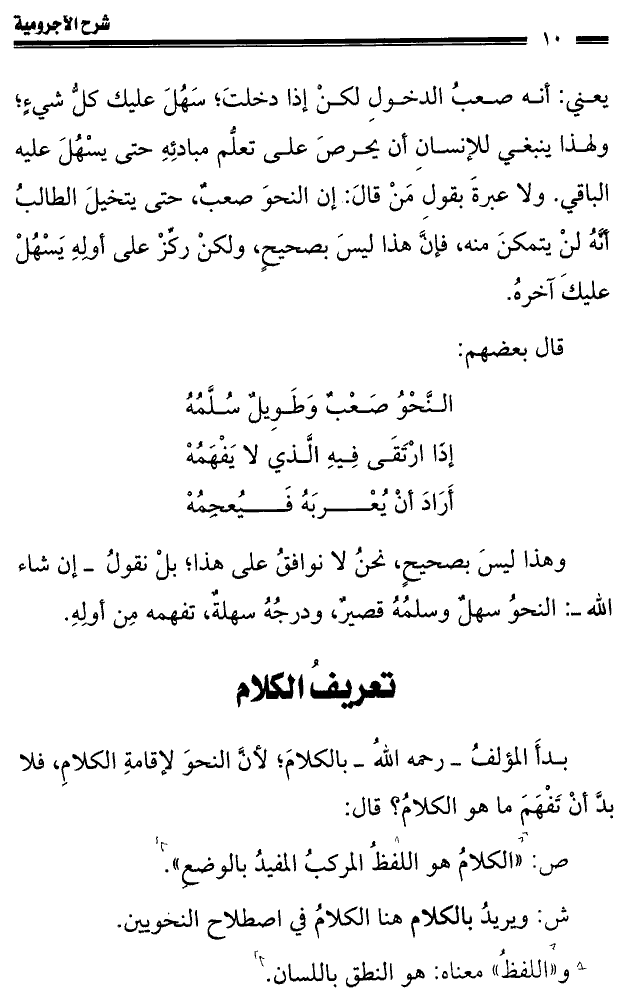 شرح الآجرومية
١٠
يعني: أنه صعبُ الدخولِ لكنْ إذا دخلتَ؛ سَهُلَ عليك كلُّ شيءٍ؛
ولهذا ينبغي للإنسانِ أن يحرصَ على تعلُّم مبادئِهِ حتى يسْهُلَ عليه
الباقي. ولا عبرةَ بقولِ مَنْ قالَ: إن النحوَ صعبٌ، حتى يتخيلَ الطالبُ
أنَّهُ لنْ يتمكنَ منه، فإنَّ هذا ليسَ بصحيحٍ، ولكنْ ركِّزْ على أولِهِ يَسْهُلْ
عليكَ آخرهُ.
قال بعضهم:
النَّحْوُ صَعْبٌ وَطَوِيلٌ سُلَّمُهُ
إذَا ارْتَقَى فِيهِ الَّذي لا يَفْهَمُهْ
أَرَادَ أنْ يُعْرِبَهُ فَيُعجِمُهْ
وهذا ليسَ بصحيحٍ، نحنُ لا نوافقُ على هذا؛ بلْ نقولُ ـ إن شاء
الله ـ: النحوُ سهلٌ وسلمُهُ قصيرٌ، ودرجُهُ سهلةٌ، تفهمه مِن أولِهِ.
تعريفُ الكلام
بدأَ المؤلفُ ـ رحمه اللهُ ـ بالكلامَ؛ لأنَّ النحوَ لإقامةِ الكلامِ، فلا
بدَّ أنْ تَفْهَمَ ما هو الكلامُ؟ قال:
ص: «الكلامُ هو اللفظُ المركبُ المفيدُ بالوضعِ».
ش: ويريدُ بالكلام هنا الكلامُ في اصطلاح النحويين.
و«اللفظُ» معناه: هو النطق باللسان.